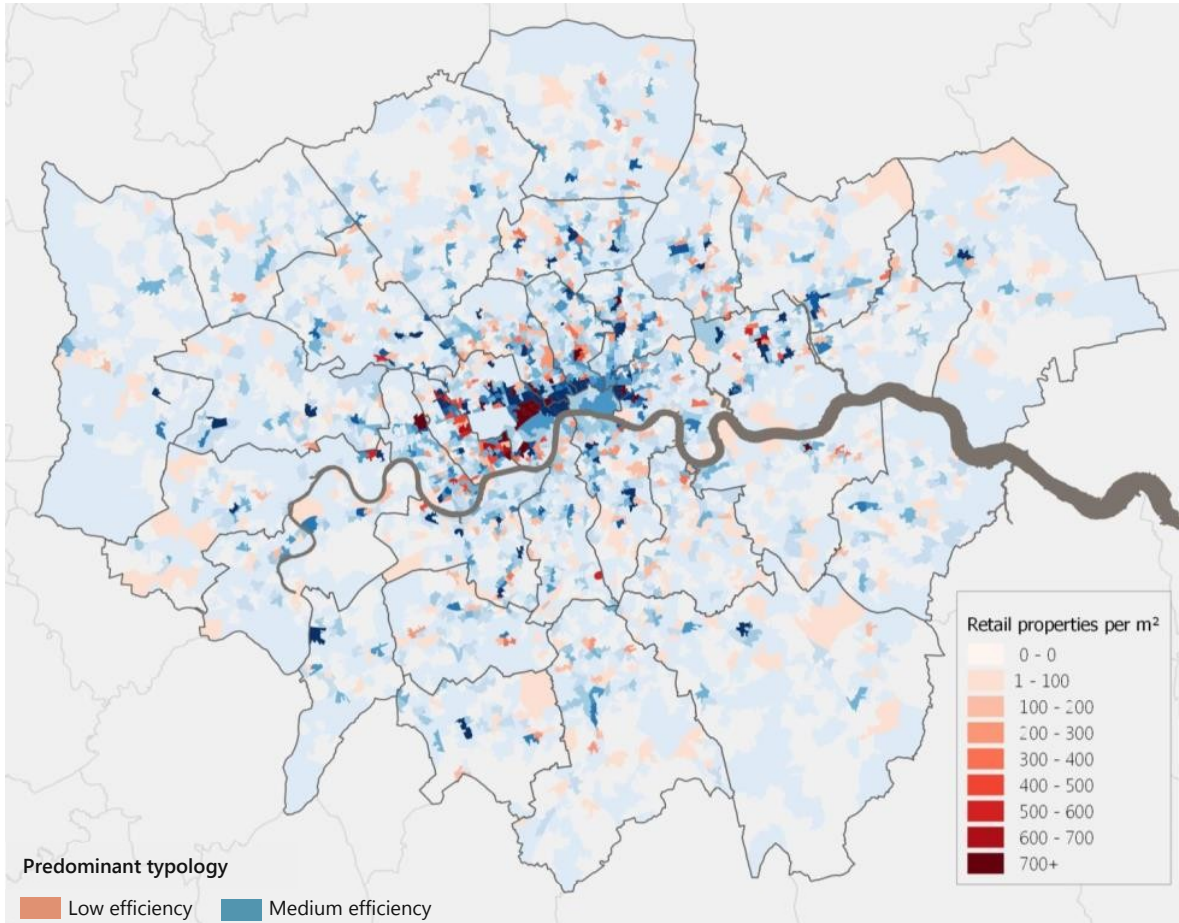 Retail properties per m²
0 - 0
1 - 100
100 - 200
200 - 300
300 - 400
400 - 500
500 - 600
600 - 700
700+
Predominant typology
Low efficiency
Medium efficiency